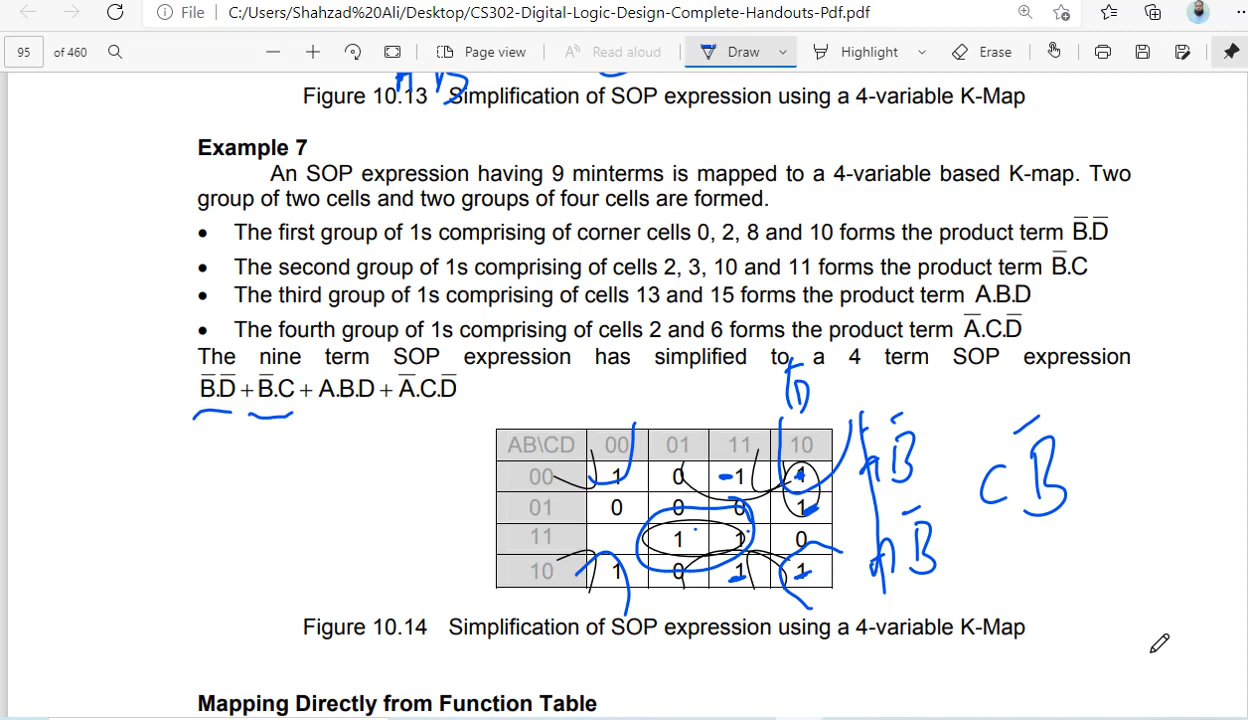 File | C:/Users/Shahzad%20Ali/Desktop/CS302-Digital-Logic-Design-Complete-Handouts-Pdf.pdf
95 of 460 Page view Read aloud Draw Highlight Erase
Figure 10.13 Simplification of SOP expression using a 4-variable K-Map
Example 7
An SOP expression having 9 minterms is mapped to a 4-variable based K-map. Two
group of two cells and two groups of four cells are formed.
• The first group of 1s comprising of corner cells 0, 2, 8 and 10 forms the product term B̅.D̅
• The second group of 1s comprising of cells 2, 3, 10 and 11 forms the product term B̅.C
• The third group of 1s comprising of cells 13 and 15 forms the product term A.B.D
• The fourth group of 1s comprising of cells 2 and 6 forms the product term A̅.C.D̅
The nine term SOP expression has simplified to a 4 term SOP expression
B̅.D̅ + B̅.C + A.B.D + A̅.C.D̅
AB\CD 00 01 11 10
00 1 0 1 1
01 0 0 0 1
11 1 1 0
10 1 0 1 1
D
A B̅
A B̅
C B̅
Figure 10.14 Simplification of SOP expression using a 4-variable K-Map
Mapping Directly from Function Table